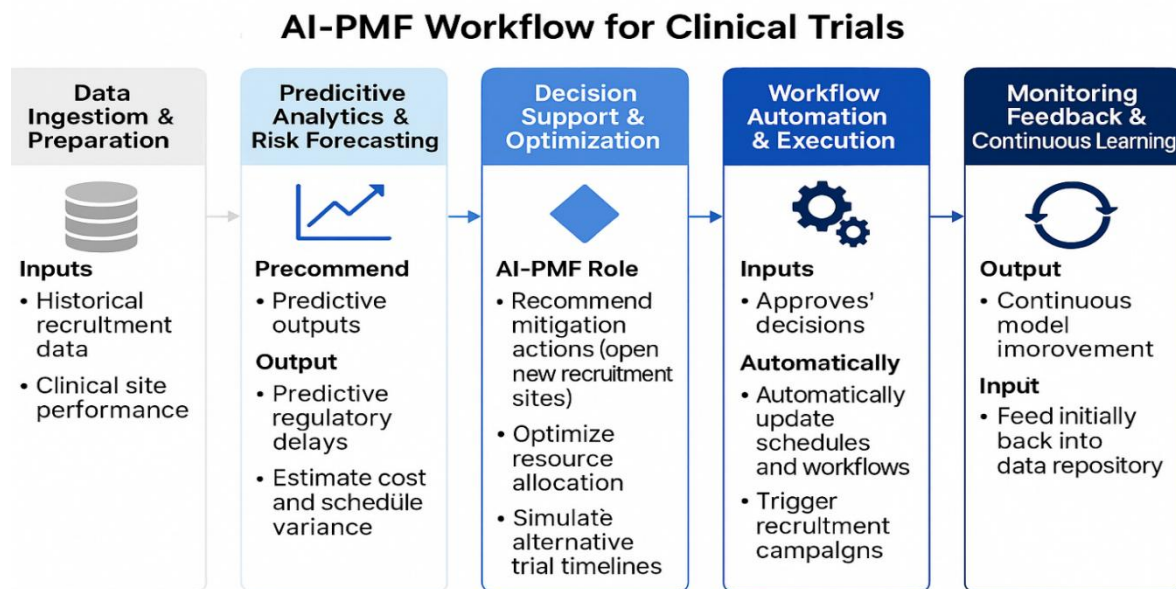 AI-PMF Workflow for Clinical Trials
Data
Ingestiom &
Preparation
Inputs
• Historical
recruitment
data
• Clinical site
performance
Predicitive
Analytics &
Risk Forecasting
Precommend
• Predictive
outputs
Output
• Predictive
regulatory
delays
• Estimate cost
and schedüle
variance
Decision
Support &
Optimization
AI-PMF Role
• Recommend
mitigation
actions (open
new recruitment
sites)
• Optimize
resource
allocation
• Simulate
alternative
trial timelines
Workflow
Automation
& Execution
Inputs
• Approves’
decisions
Automatically
• Automatically
update
schedules
and workflows
• Trigger
recruitment
campaigns
Monitoring
Feedback &
Continuous Learning
Output
• Continuous
model
imorovement
Input
• Feed initially
back into
data repository